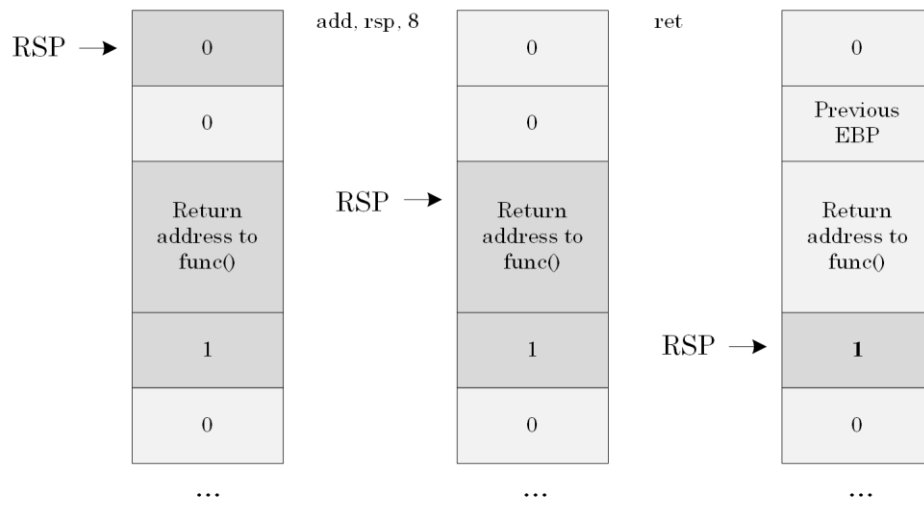 add, rsp, 8
ret
RSP
0
0
Return
address to
func()
1
0
...
RSP
0
0
Return
address to
func()
1
0
...
RSP
0
Previous
EBP
Return
address to
func()
1
0
...